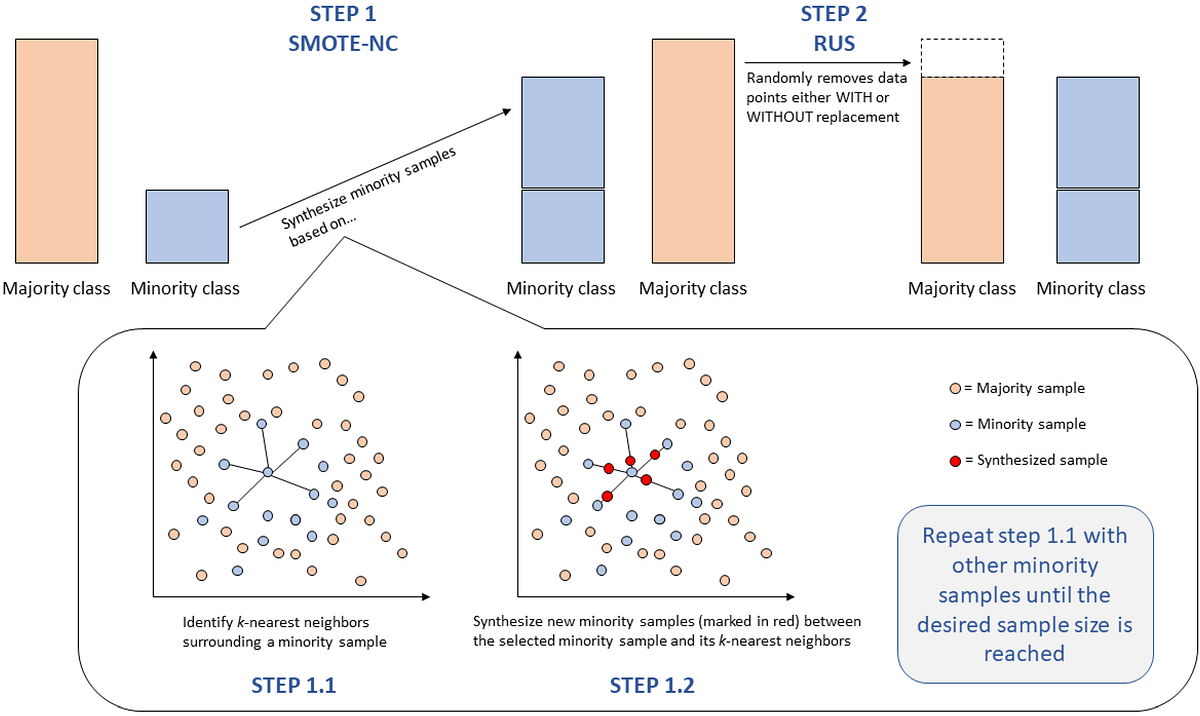 STEP 1
SMOTE-NC
STEP 2
RUS
Randomly removes data
points either WITH or
WITHOUT replacement
Synthesize minority samples
based on...
Majority class
Minority class
Minority class
Majority class
Majority class
Minority class
= Majority sample
= Minority sample
= Synthesized sample
Identify k-nearest neighbors
surrounding a minority sample
STEP 1.1
Synthesize new minority samples (marked in red) between
the selected minority sample and its k-nearest neighbors
STEP 1.2
Repeat step 1.1 with
other minority
samples until the
desired sample size is
reached